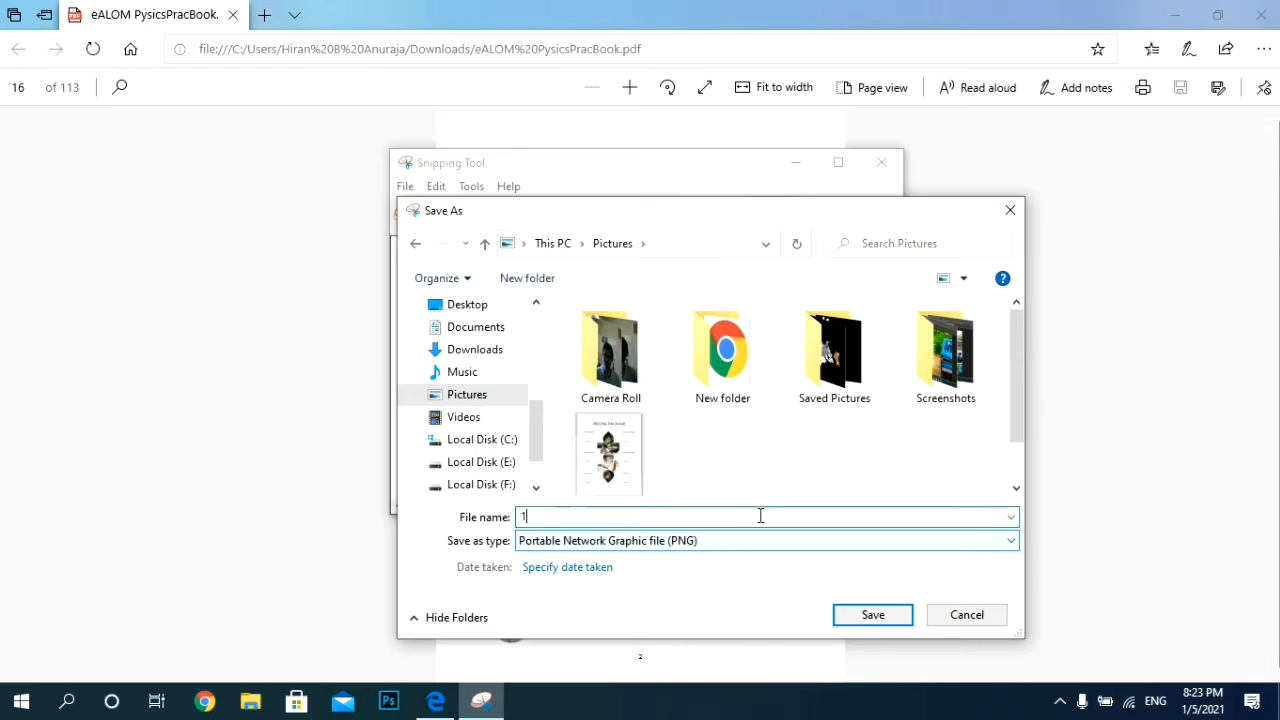 eALOM PysicsPracBook.
file:///C:/Users/Hiran%20B%20Anuraja/Downloads/eALOM%20PysicsPracBook.pdf
16 of 113
Fit to width
Page view
Read aloud
Add notes
Snipping Tool
File Edit Tools Help
Save As
This PC
Pictures
Search Pictures
Organize
New folder
Desktop
Documents
Downloads
Music
Pictures
Videos
Local Disk (C:)
Local Disk (E:)
Local Disk (F:)
Camera Roll
New folder
Saved Pictures
Screenshots
File name: 1
Save as type: Portable Network Graphic file (PNG)
Date taken: Specify date taken
Hide Folders
Save
Cancel
2
Ps
ENG
8:23 PM
1/5/2021